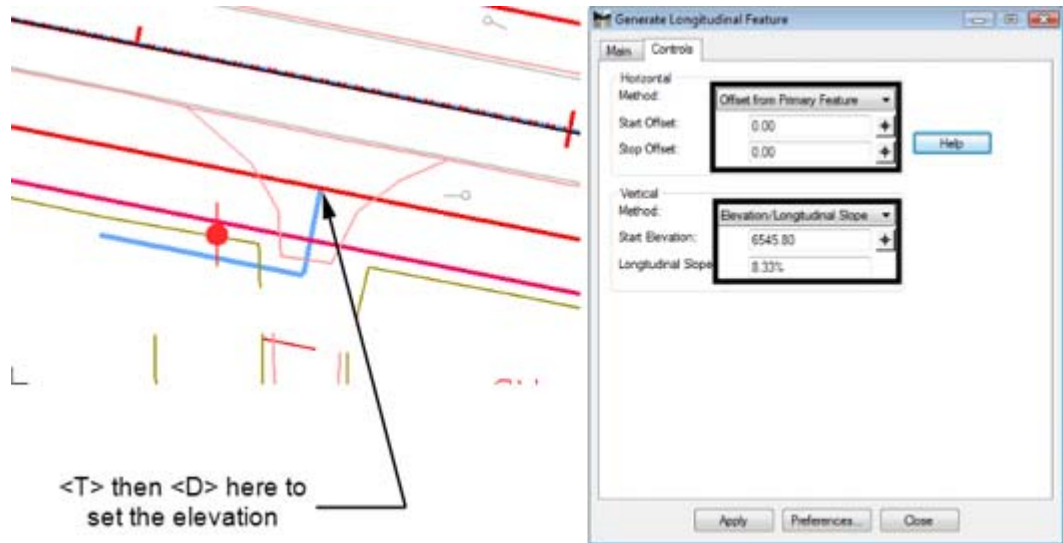 <T> then <D> here to
set the elevation
Generate Longitudinal Feature
Main Controls
Horizontal
Method: Offset from Primary Feature
Start Offset: 0.00
Stop Offset: 0.00
Help
Vertical
Method: Elevation/Longitudinal Slope
Start Elevation: 6545.80
Longitudinal Slope 8.33%
Apply Preferences... Close